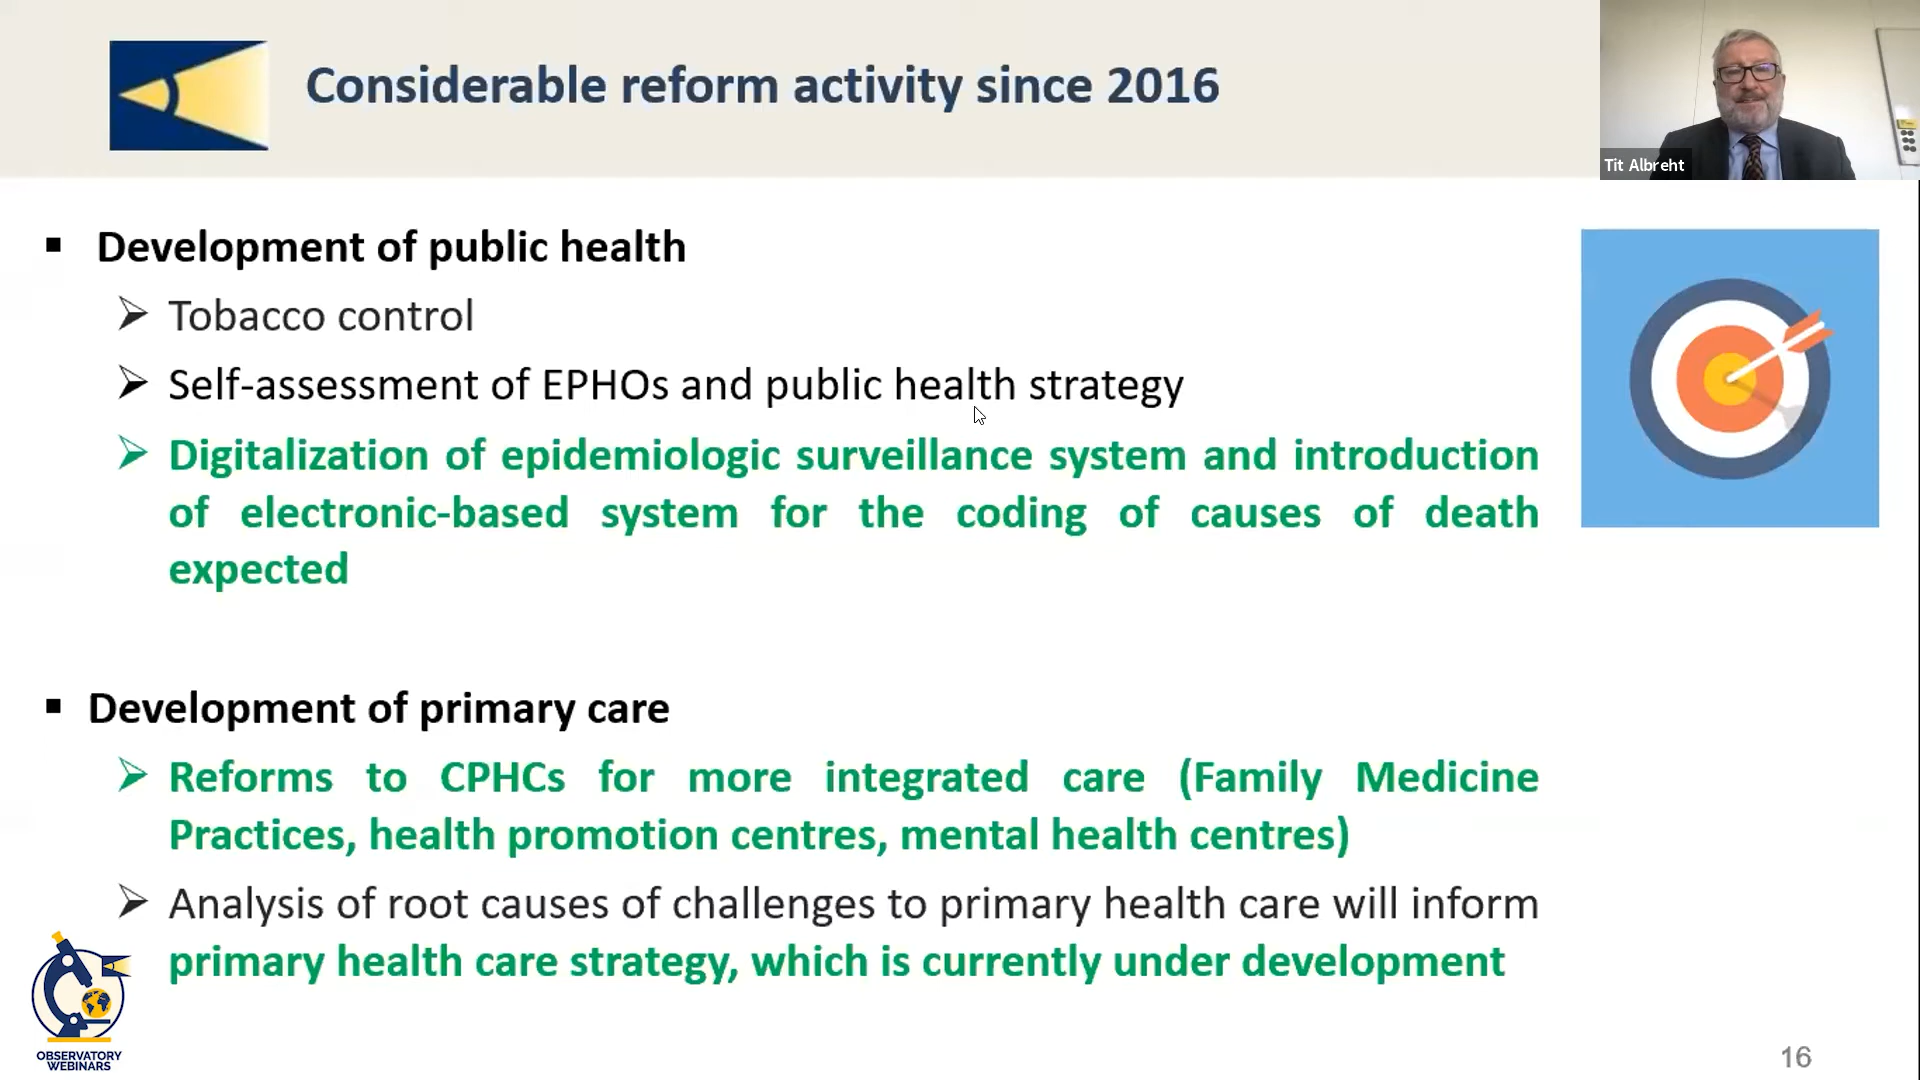 Considerable reform activity since 2016
Tit Albreht
▪ Development of public health
➢ Tobacco control
➢ Self-assessment of EPHOs and public health strategy
➢ Digitalization of epidemiologic surveillance system and introduction
of electronic-based system for the coding of causes of death
expected
▪ Development of primary care
➢ Reforms to CPHCs for more integrated care (Family Medicine
Practices, health promotion centres, mental health centres)
➢ Analysis of root causes of challenges to primary health care will inform
primary health care strategy, which is currently under development
OBSERVATORY
WEBINARS
16